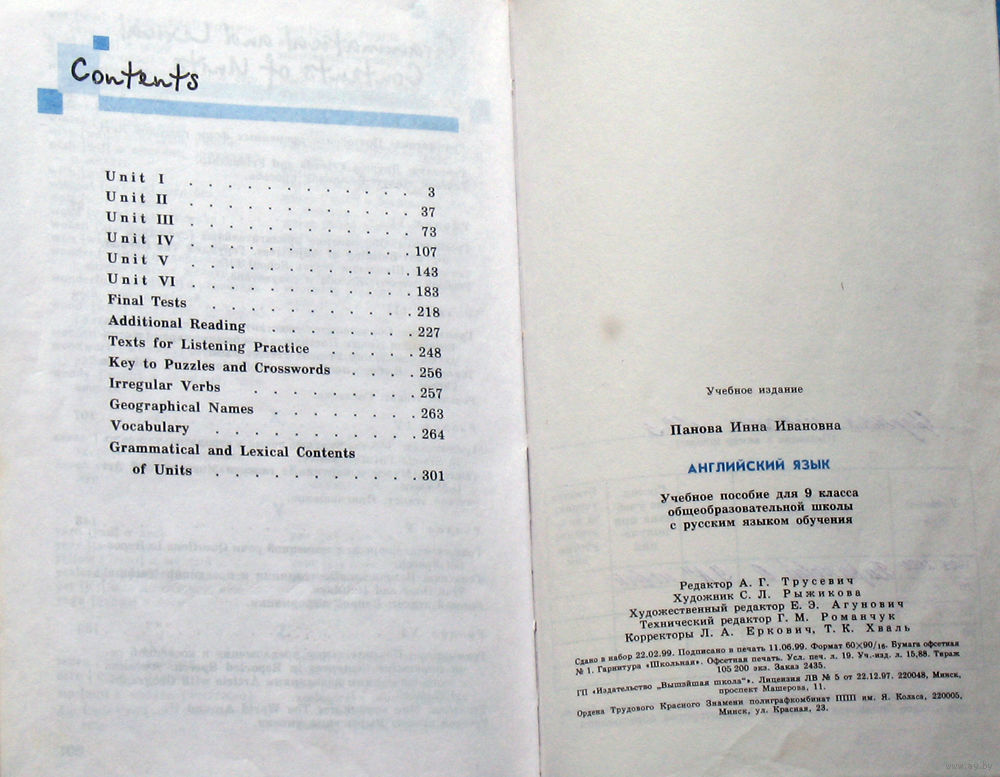 Contents
Unit I . . . . . . . . . . . . 3
Unit II . . . . . . . . . . . . 37
Unit III . . . . . . . . . . . . 73
Unit IV . . . . . . . . . . . . 107
Unit V . . . . . . . . . . . . 143
Unit VI . . . . . . . . . . . . 183
Final Tests . . . . . . . . . . . 218
Additional Reading . . . . . . . . 227
Texts for Listening Practice . . . . . 248
Key to Puzzles and Crosswords . . . . 256
Irregular Verbs . . . . . . . . . 257
Geographical Names . . . . . . . . 263
Vocabulary . . . . . . . . . . . 264
Grammatical and Lexical Contents
of Units . . . . . . . . . . 301
Учебное издание
Панова Инна Ивановна
АНГЛИЙСКИЙ ЯЗЫК
Учебное пособие для 9 класса
общеобразовательной школы
с русским языком обучения
Редактор А. Г. Трусевич
Художник С. Л. Рыжикова
Художественный редактор Е. Э. Агунович
Технический редактор Г. М. Романчук
Корректоры Л. А. Еркович, Т. К. Хваль
Сдано в набор 22.02.99. Подписано в печать 11.06.99. Формат 60×90/16. Бумага офсетная
№ 1. Гарнитура «Школьная». Офсетная печать. Усл. печ. л. 19. Уч.-изд. л. 15,88. Тираж
105 200 экз. Заказ 2435.
ГП «Издательство „Вышэйшая школа“». Лицензия ЛВ № 5 от 22.12.97. 220048, Минск,
проспект Машерова, 11.
Ордена Трудового Красного Знамени полиграфкомбинат ППП им. Я. Коласа, 220005,
Минск, ул. Красная, 23.
www.ay.by